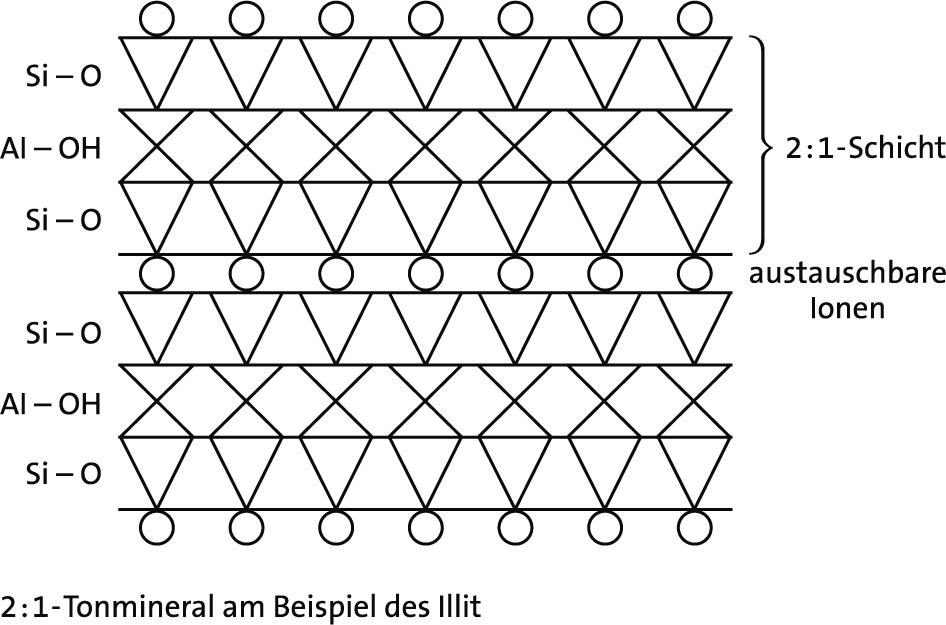 Si – O
Al – OH
2:1-Schicht
Si – O
austauschbare
Ionen
Si – O
Al – OH
Si – O
2:1-Tonmineral am Beispiel des Illit